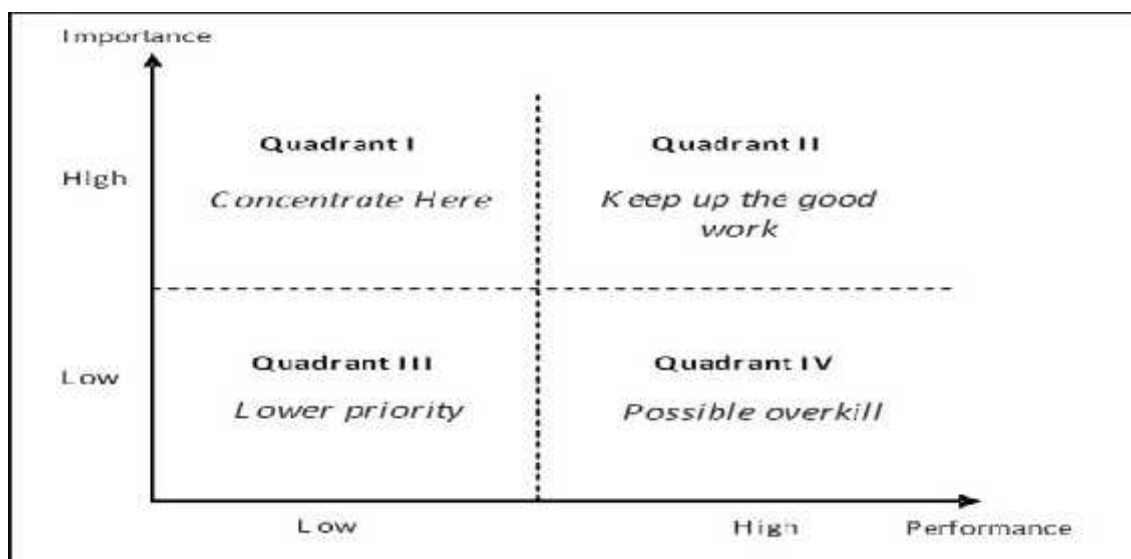 Importance
Quadrant I
Quadrant II
High
Concentrate Here
Keep up the good
work
Quadrant III
Quadrant IV
Low
Lower priority
Possible overkill
Low
High
Performance